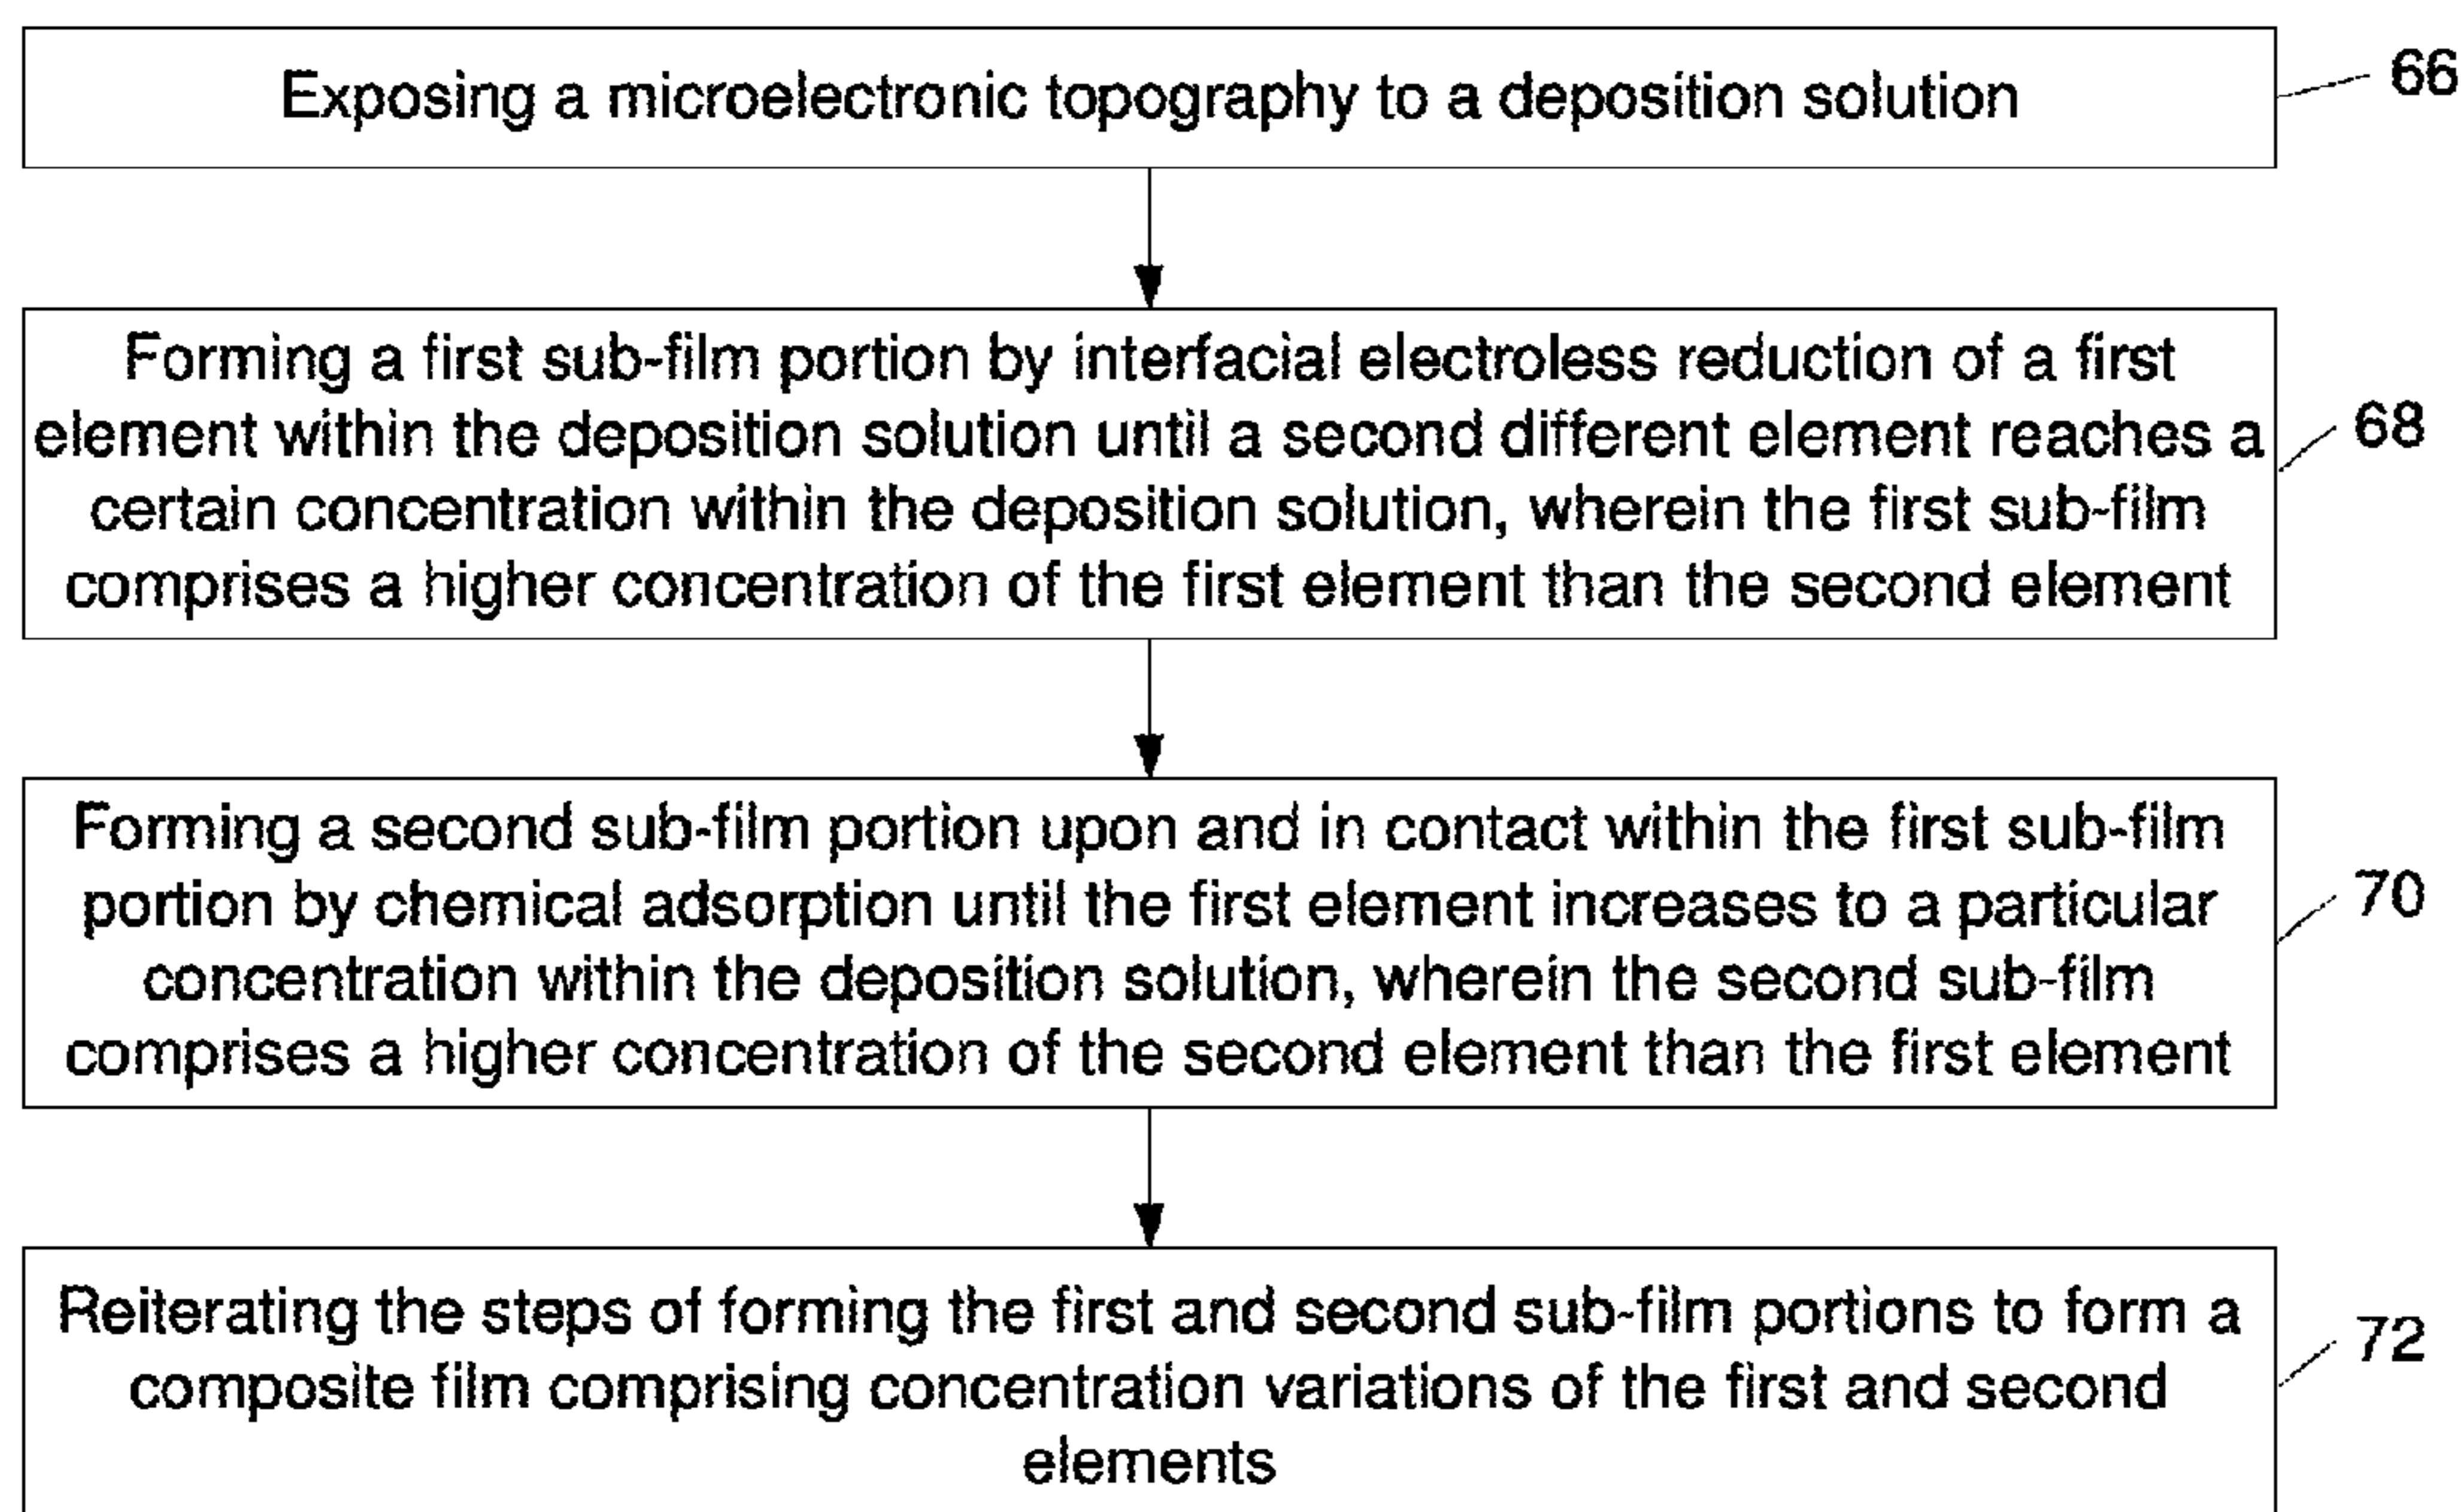 Exposing a microelectronic topography to a deposition solution
66
Forming a first sub-film portion by interfacial electroless reduction of a first
element within the deposition solution until a second different element reaches a
certain concentration within the deposition solution, wherein the first sub-film
comprises a higher concentration of the first element than the second element
68
Forming a second sub-film portion upon and in contact within the first sub-film
portion by chemical adsorption until the first element increases to a particular
concentration within the deposition solution, wherein the second sub-film
comprises a higher concentration of the second element than the first element
70
Reiterating the steps of forming the first and second sub-film portions to form a
composite film comprising concentration variations of the first and second
elements
72